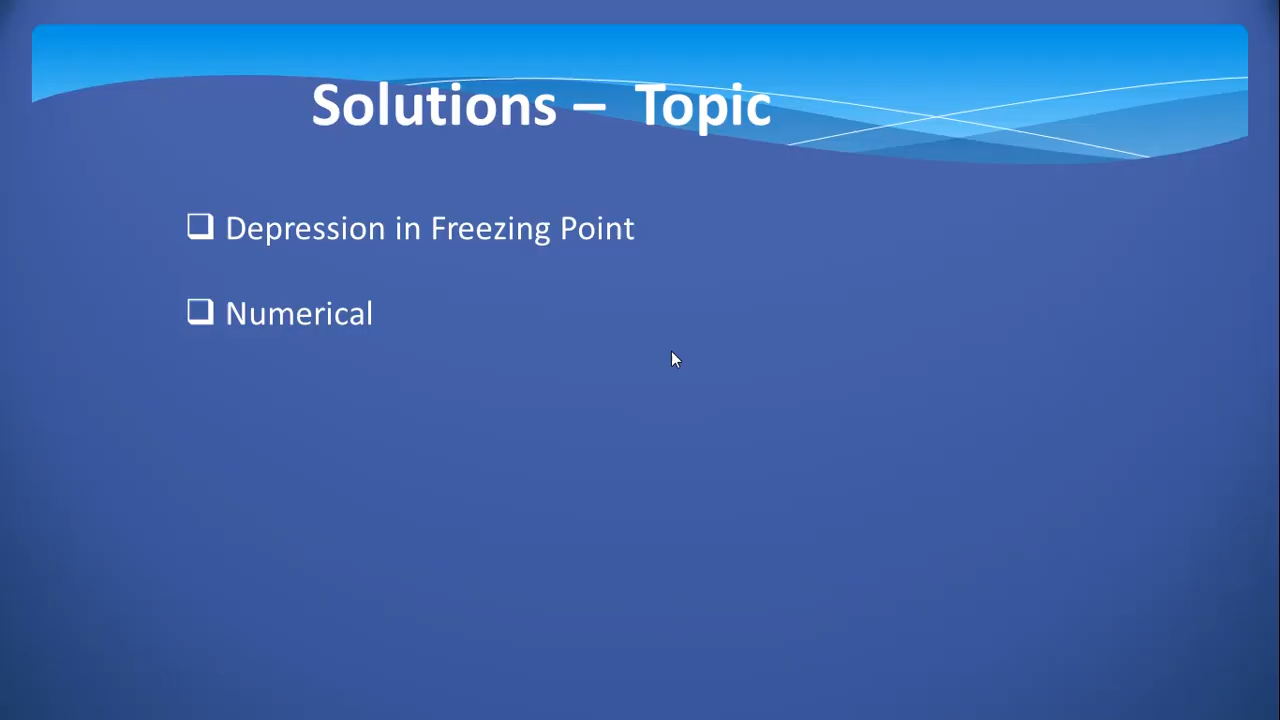 Solutions – Topic
❑ Depression in Freezing Point
❑ Numerical